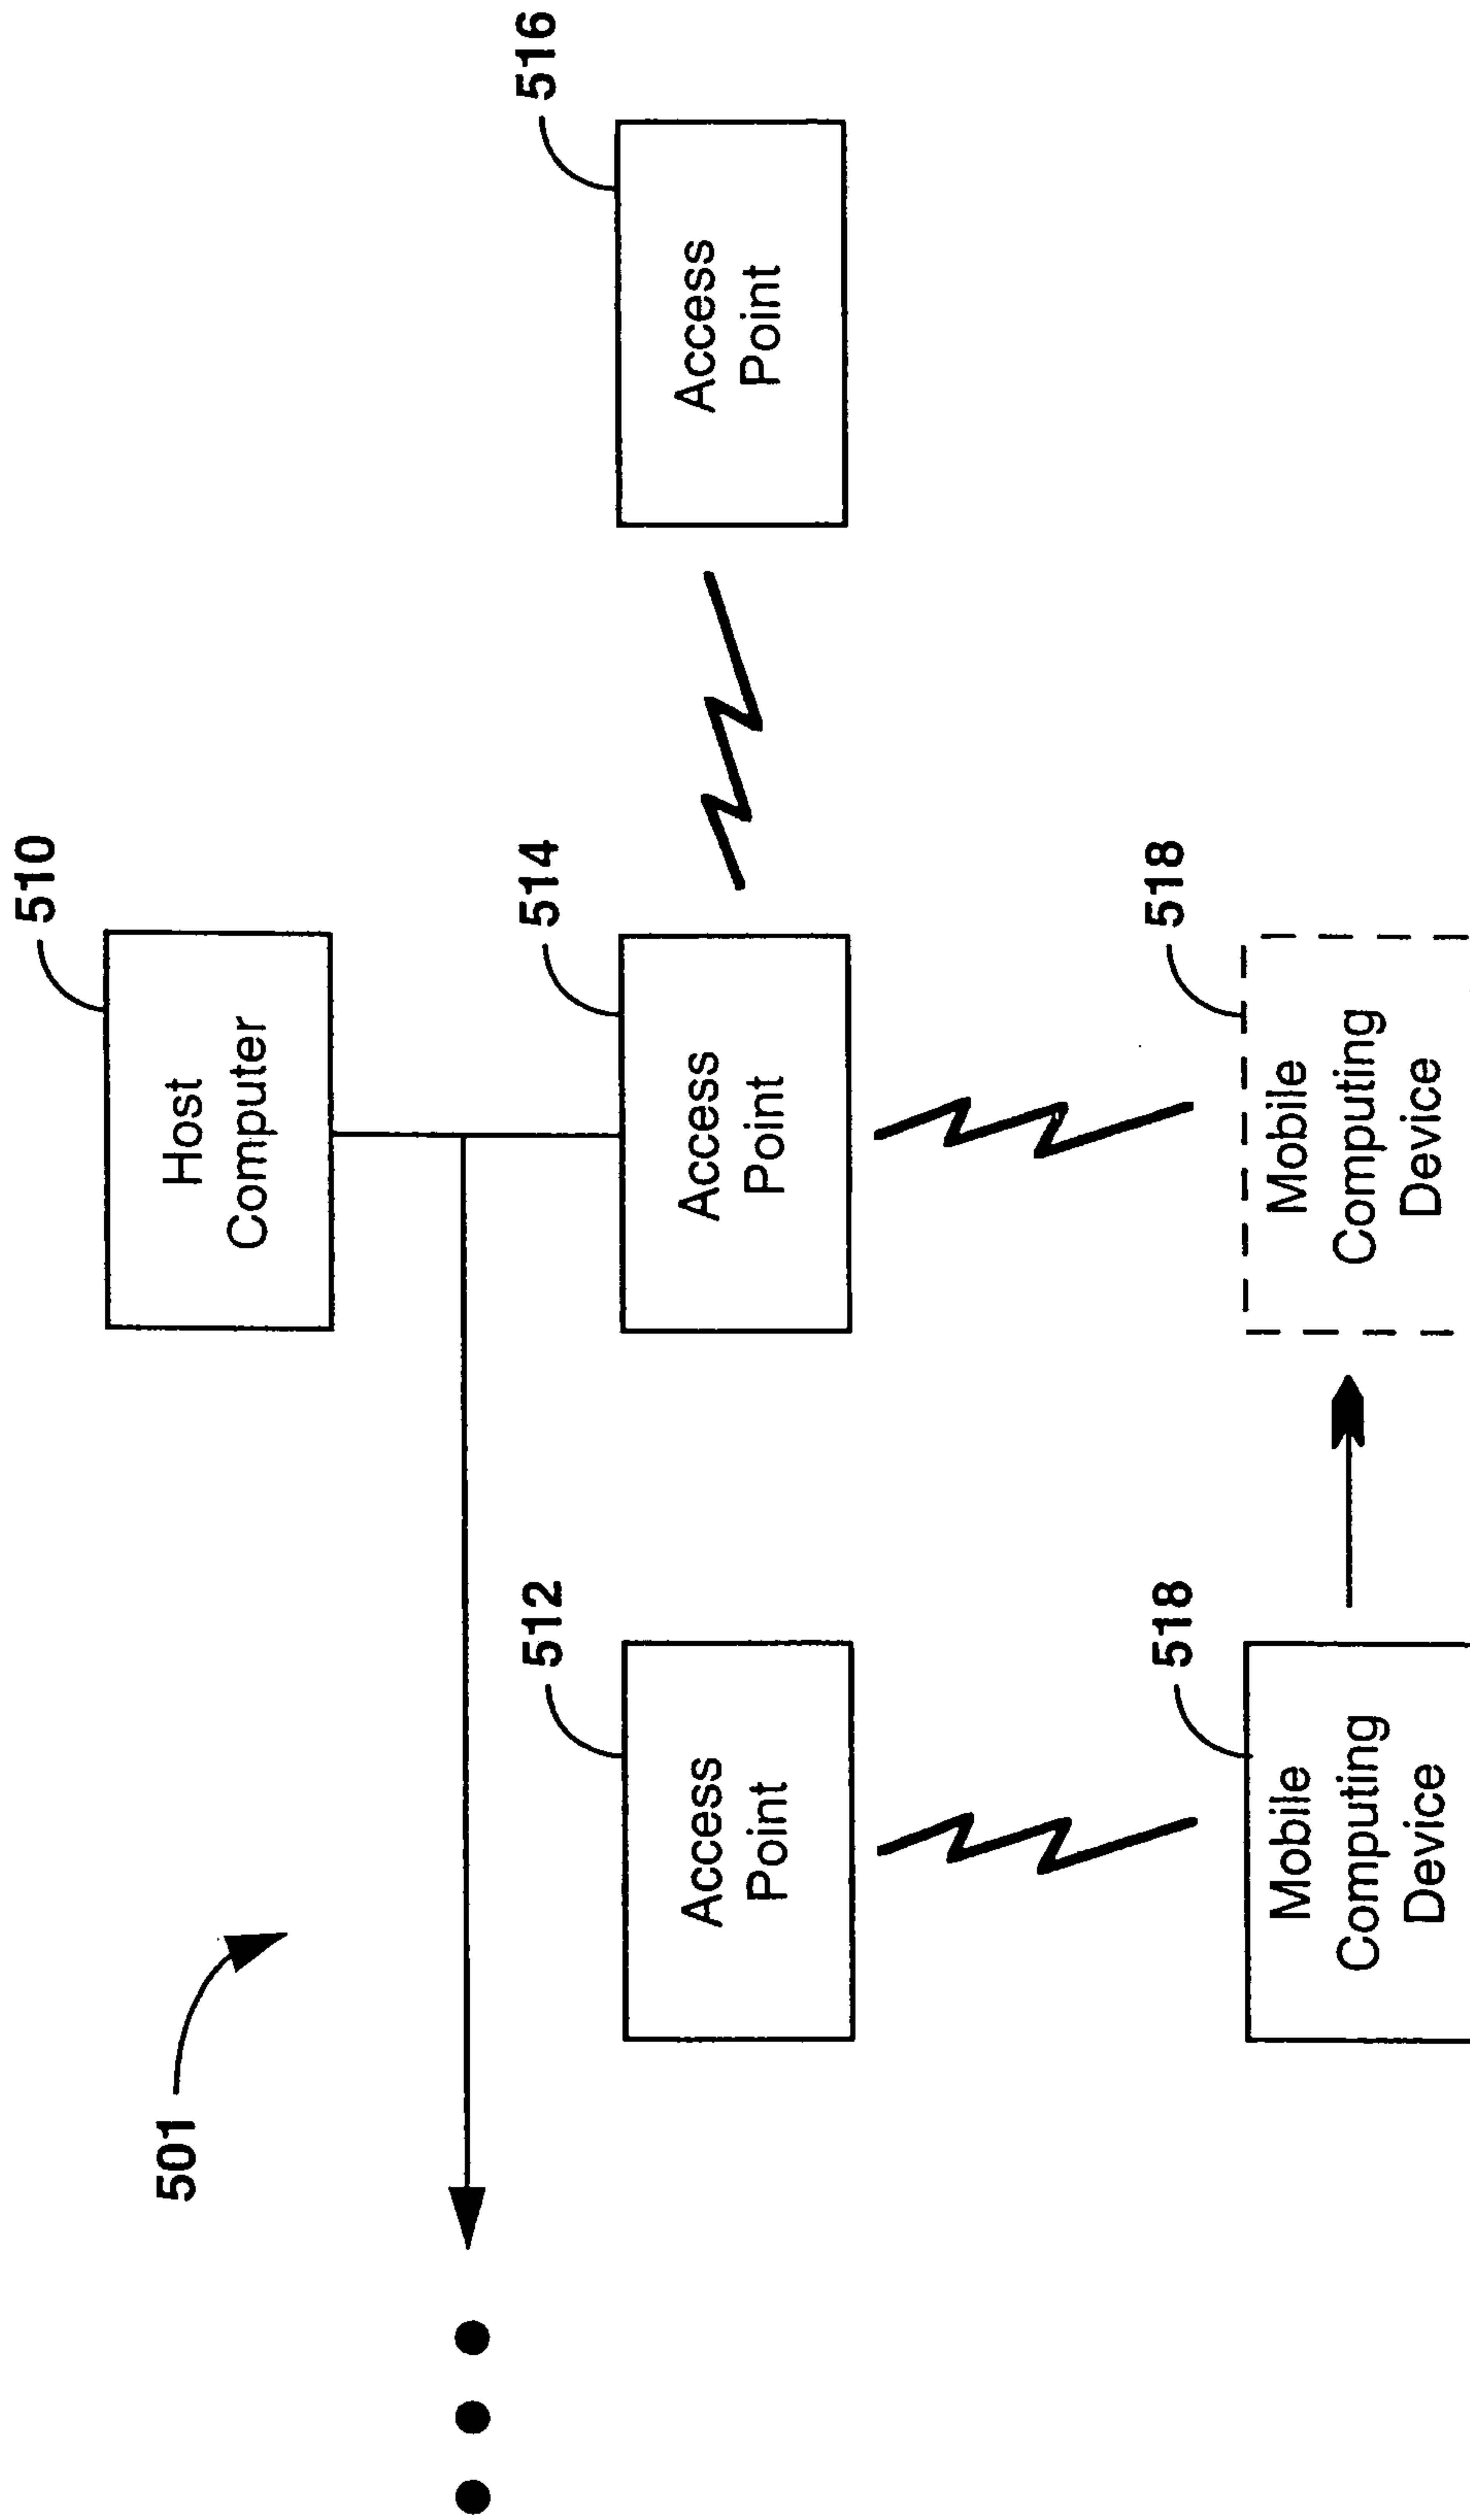 510
Host
Computer
501
512
514
516
Access
Point
Access
Point
Access
Point
518
518
Mobile
Computing
Device
Mobile
Computing
Device